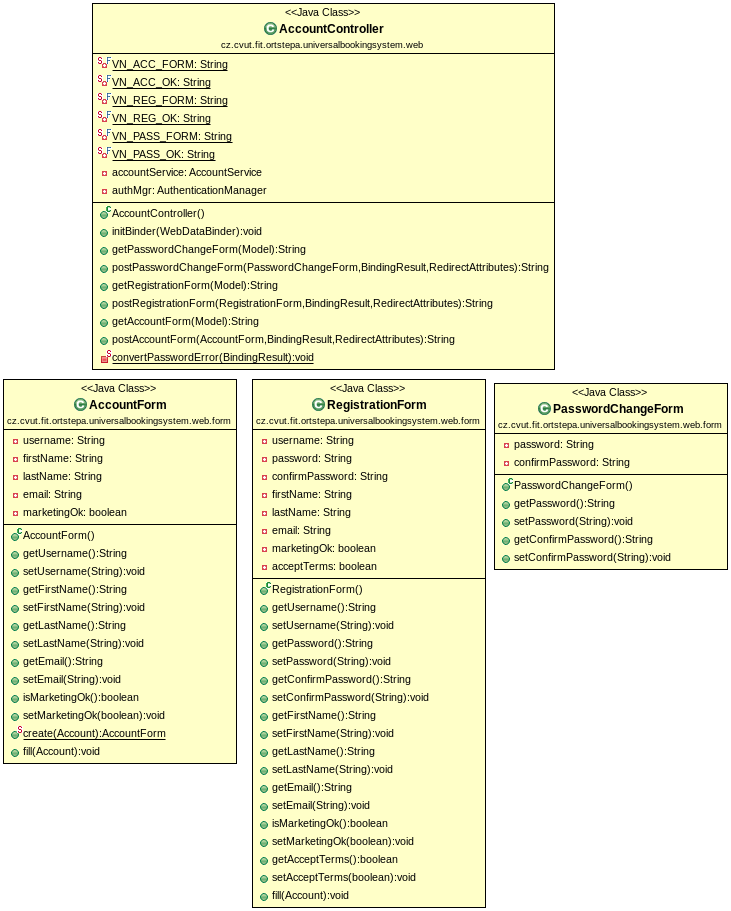 <<Java Class>>
AccountController
cz.cvut.fit.ortstepa.universalbookingsystem.web
VN_ACC_FORM: String
VN_ACC_OK: String
VN_REG_FORM: String
VN_REG_OK: String
VN_PASS_FORM: String
VN_PASS_OK: String
accountService: AccountService
authMgr: AuthenticationManager
AccountController()
initBinder(WebDataBinder):void
getPasswordChangeForm(Model):String
postPasswordChangeForm(PasswordChangeForm,BindingResult,RedirectAttributes):String
getRegistrationForm(Model):String
postRegistrationForm(RegistrationForm,BindingResult,RedirectAttributes):String
getAccountForm(Model):String
postAccountForm(AccountForm,BindingResult,RedirectAttributes):String
convertPasswordError(BindingResult):void
<<Java Class>>
AccountForm
cz.cvut.fit.ortstepa.universalbookingsystem.web.form
username: String
firstName: String
lastName: String
email: String
marketingOk: boolean
AccountForm()
getUsername():String
setUsername(String):void
getFirstName():String
setFirstName(String):void
getLastName():String
setLastName(String):void
getEmail():String
setEmail(String):void
isMarketingOk():boolean
setMarketingOk(boolean):void
create(Account):AccountForm
fill(Account):void
<<Java Class>>
RegistrationForm
cz.cvut.fit.ortstepa.universalbookingsystem.web.form
username: String
password: String
confirmPassword: String
firstName: String
lastName: String
email: String
marketingOk: boolean
acceptTerms: boolean
RegistrationForm()
getUsername():String
setUsername(String):void
getPassword():String
setPassword(String):void
getConfirmPassword():String
setConfirmPassword(String):void
getFirstName():String
setFirstName(String):void
getLastName():String
setLastName(String):void
getEmail():String
setEmail(String):void
isMarketingOk():boolean
setMarketingOk(boolean):void
getAcceptTerms():boolean
setAcceptTerms(boolean):void
fill(Account):void
<<Java Class>>
PasswordChangeForm
cz.cvut.fit.ortstepa.universalbookingsystem.web.form
password: String
confirmPassword: String
PasswordChangeForm()
getPassword():String
setPassword(String):void
getConfirmPassword():String
setConfirmPassword(String):void